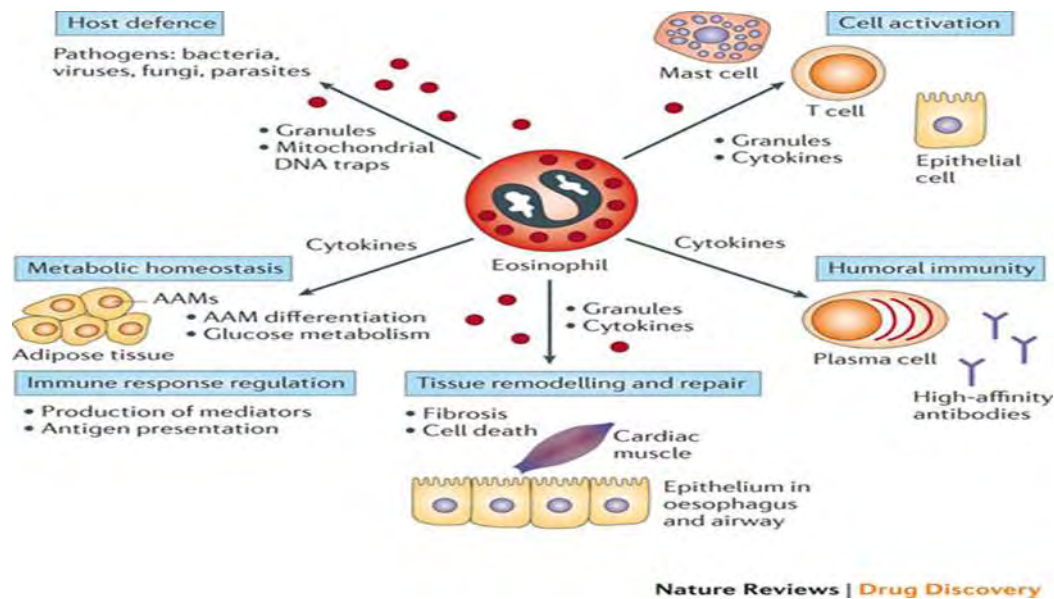 Host defence
Pathogens: bacteria,
viruses, fungi, parasites
• Granules
• Mitochondrial
DNA traps
Cell activation
Mast cell
T cell
• Granules
• Cytokines
Epithelial
cell
Eosinophil
Cytokines
Metabolic homeostasis
AAMs
• AAM differentiation
• Glucose metabolism
Adipose tissue
Immune response regulation
• Production of mediators
• Antigen presentation
• Granules
• Cytokines
Tissue remodelling and repair
• Fibrosis
• Cell death
Cardiac
muscle
Epithelium in
oesophagus
and airway
Cytokines
Humoral immunity
Plasma cell
High-affinity
antibodies
Nature Reviews | Drug Discovery